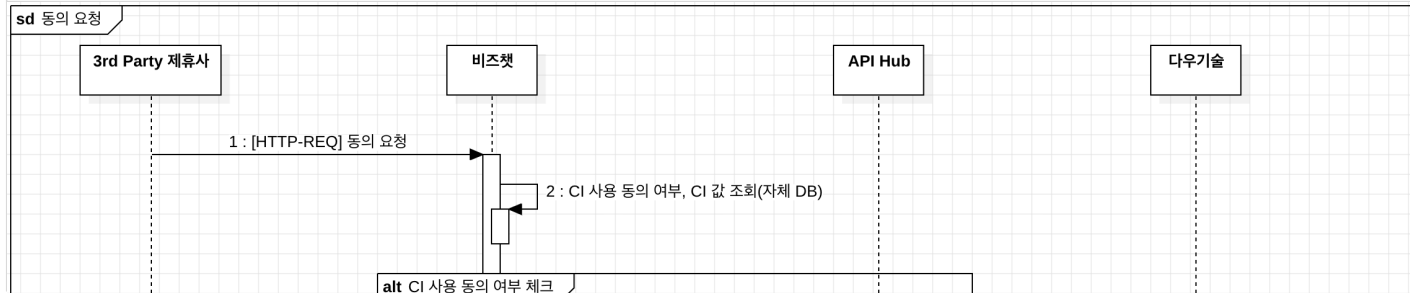 sd 동의 요청
3rd Party 제휴사
비즈챗
API Hub
다우기술
1 : [HTTP-REQ] 동의 요청
2 : CI 사용 동의 여부, CI 값 조회(자체 DB)
alt CI 사용 동의 여부 체크